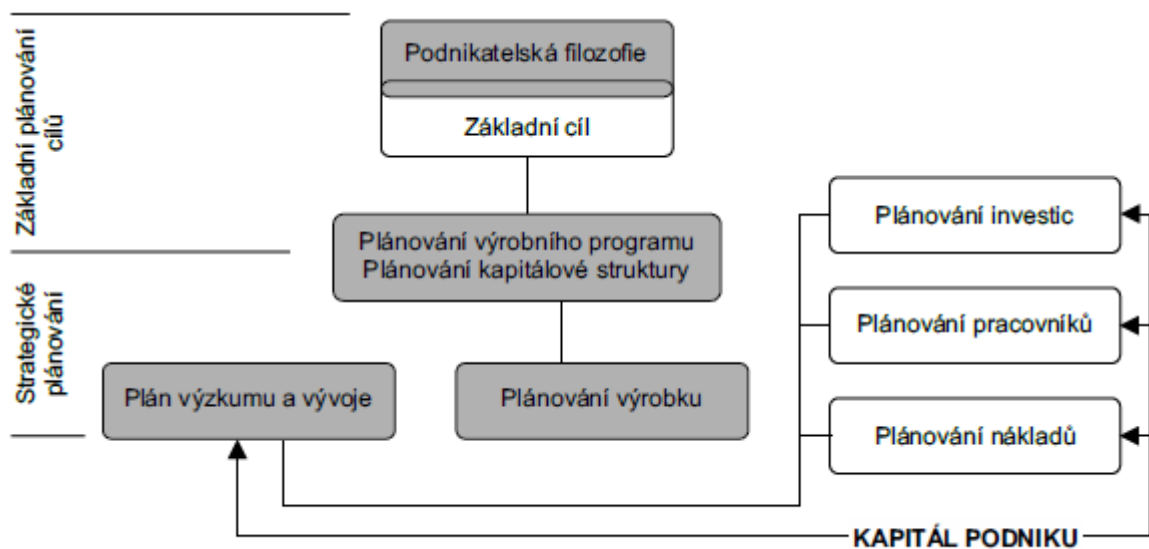 Základní plánování
cílů
Podnikatelská filozofie
Základní cíl
Plánování výrobního programu
Plánování kapitálové struktury
Plánování investic
Strategické
plánování
Plánování pracovníků
Plán výzkumu a vývoje
Plánování výrobku
Plánování nákladů
KAPITÁL PODNIKU